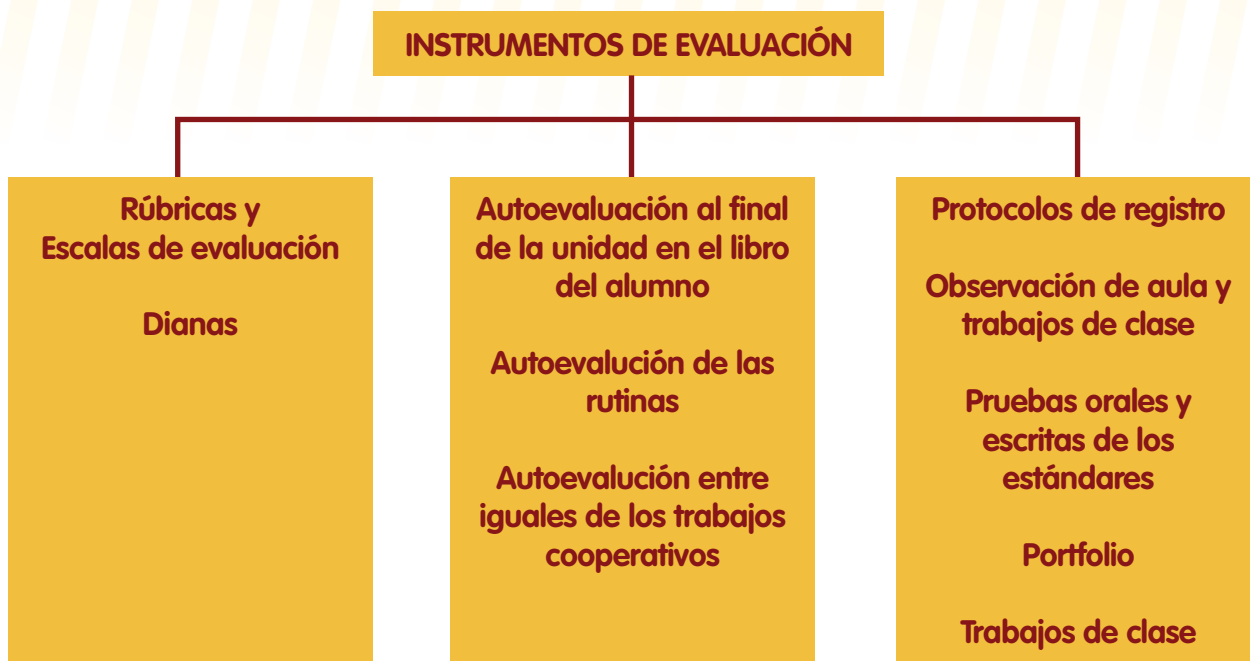 INSTRUMENTOS DE EVALUACIÓN
Rúbricas y
Escalas de evaluación
Dianas
Autoevaluación al final
de la unidad en el libro
del alumno
Autoevalución de las
rutinas
Autoevalución entre
iguales de los trabajos
cooperativos
Protocolos de registro
Observación de aula y
trabajos de clase
Pruebas orales y
escritas de los
estándares
Portfolio
Trabajos de clase